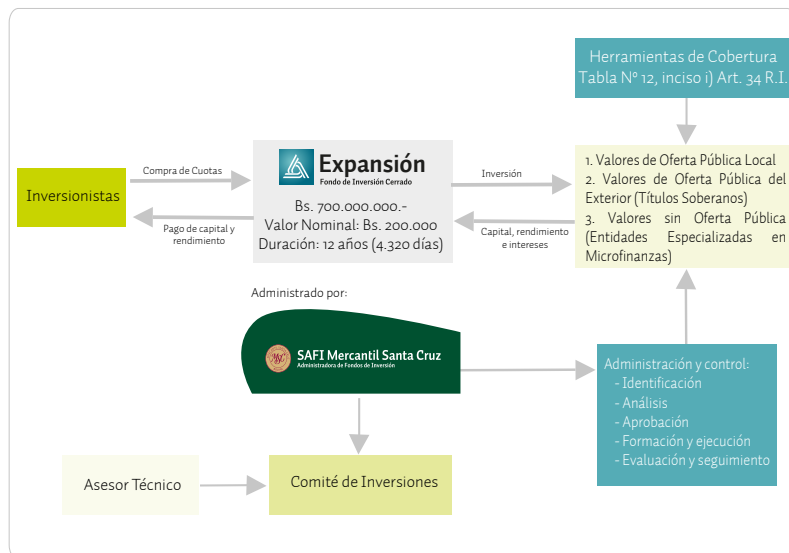 Herramientas de Cobertura
Tabla Nº 12, inciso i) Art. 34 R.I.
Compra de Cuotas
Inversionistas
Pago de capital y
rendimiento
Expansión
Fondo de Inversión Cerrado
Bs. 700.000.000.-
Valor Nominal: Bs. 200.000
Duración: 12 años (4.320 días)
Inversión
Capital, rendimiento
e intereses
1. Valores de Oferta Pública Local
2. Valores de Oferta Pública del
Exterior (Títulos Soberanos)
3. Valores sin Oferta Pública
(Entidades Especializadas en
Microfinanzas)
Administrado por:
SAFI Mercantil Santa Cruz
Administradora de Fondos de Inversión
Administración y control:
- Identificación
- Análisis
- Aprobación
- Formación y ejecución
- Evaluación y seguimiento
Asesor Técnico
Comité de Inversiones